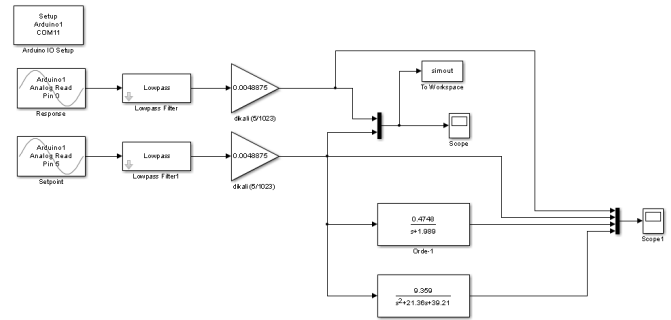 Setup
Arduino1
COM11
Arduino IO Setup
Arduino1
Analog Read
Pin 0
Response
Lowpass
Lowpass Filter
0.0048875
dikali (5/1023)
simout
To Workspace
Scope
Arduino1
Analog Read
Pin 5
Setpoint
Lowpass
Lowpass Filter1
0.0048875
dikali (5/1023)
0.4748
s+1.989
Orde-1
Scope1
9.359
s²+21.36s+39.21